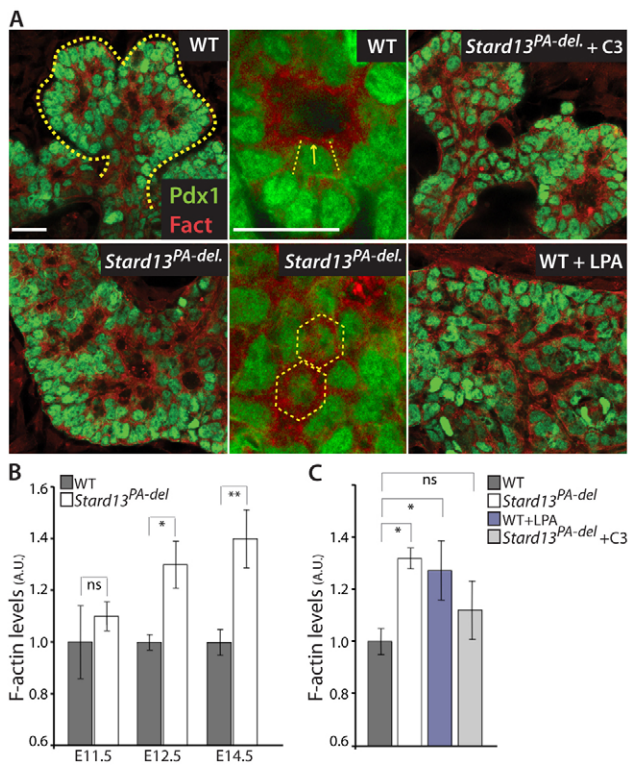 A
WT
Pdx1
Fact
WT
Stard13PA-del. + C3
Stard13PA-del.
Stard13PA-del.
WT + LPA
B
WT
Stard13PA-del
F-actin levels (A.U.)
1.6
1.4
1.2
1.0
0.8
0.6
ns
*
**
E11.5
E12.5
E14.5
C
WT
Stard13PA-del
WT+LPA
Stard13PA-del +C3
F-actin levels (A.U.)
1.6
1.4
1.2
1.0
0.8
0.6
ns
*
*